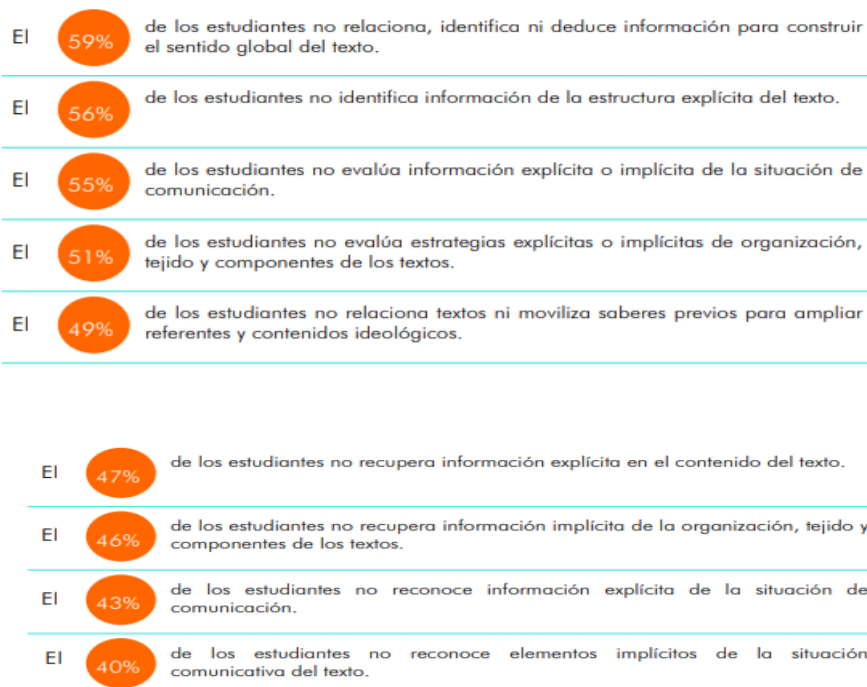 El 59% de los estudiantes no relaciona, identifica ni deduce información para construir
el sentido global del texto.
El 56% de los estudiantes no identifica información de la estructura explícita del texto.
El 55% de los estudiantes no evalúa información explícita o implícita de la situación de
comunicación.
El 51% de los estudiantes no evalúa estrategias explícitas o implícitas de organización,
tejido y componentes de los textos.
El 49% de los estudiantes no relaciona textos ni moviliza saberes previos para ampliar
referentes y contenidos ideológicos.
El 47% de los estudiantes no recupera información explícita en el contenido del texto.
El 46% de los estudiantes no recupera información implícita de la organización, tejido y
componentes de los textos.
El 43% de los estudiantes no reconoce información explícita de la situación de
comunicación.
El 40% de los estudiantes no reconoce elementos implícitos de la situación
comunicativa del texto.